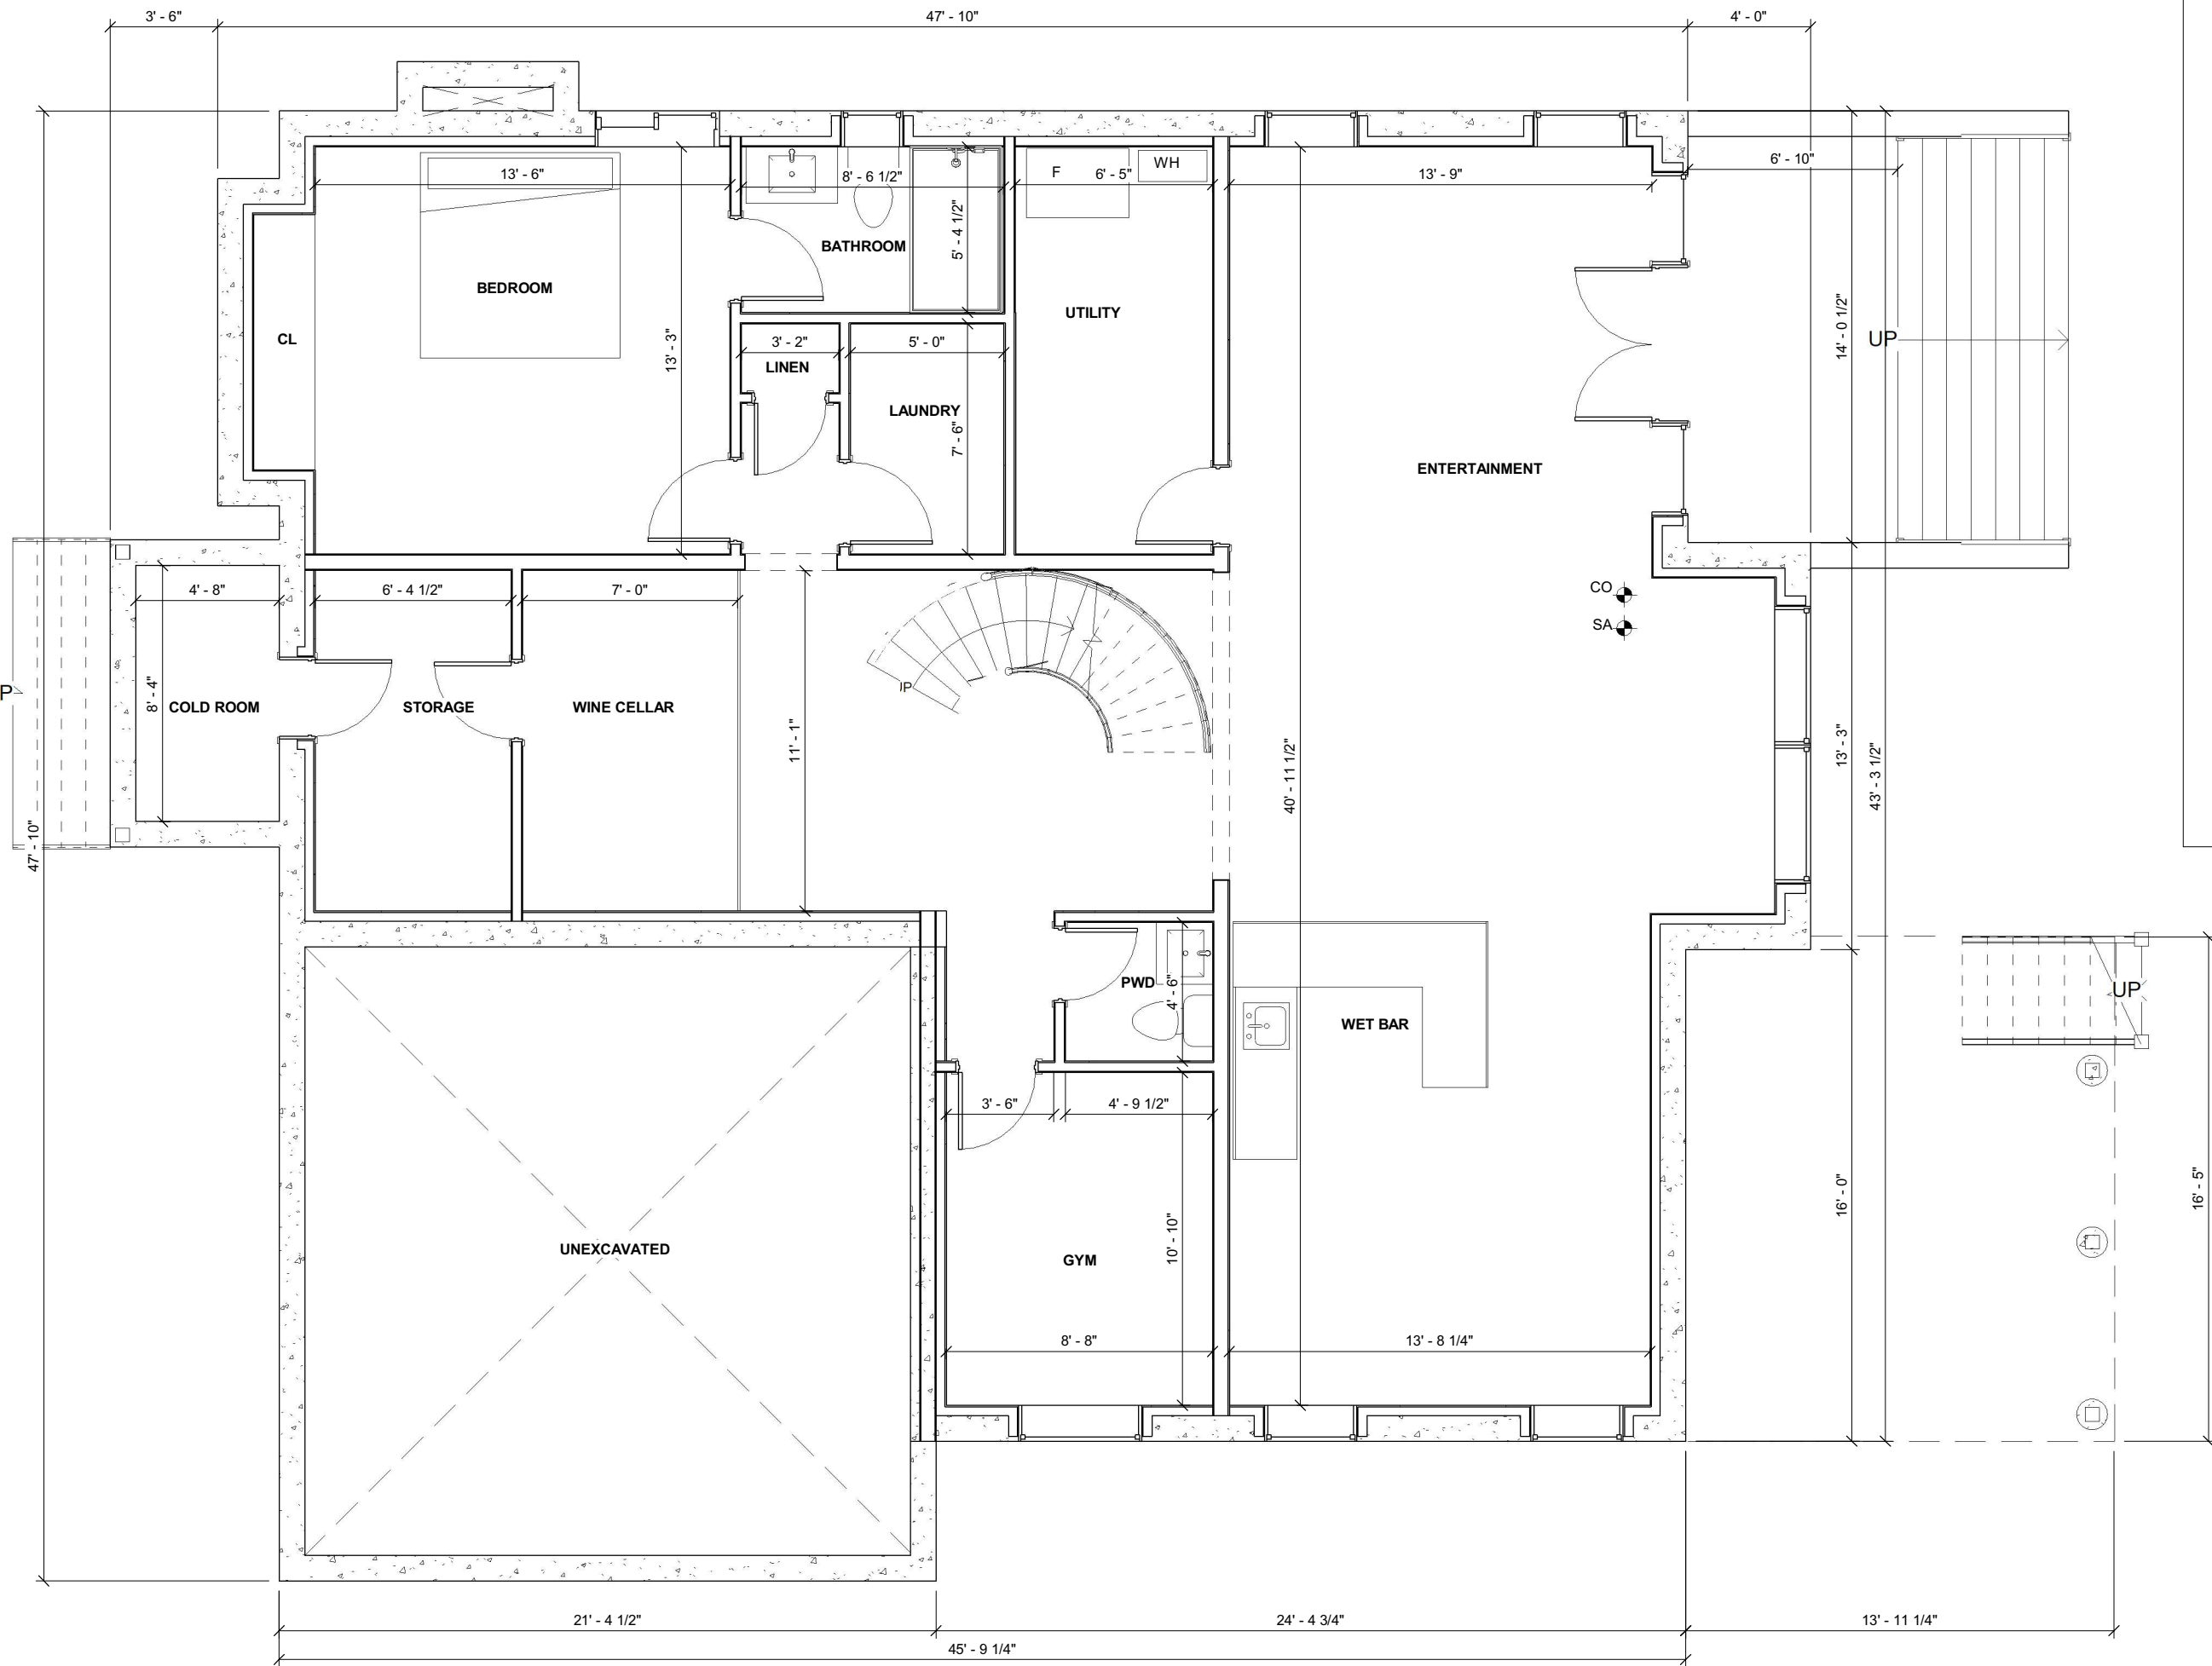 3' - 6"
47' - 10"
4' - 0"
WH
F
6' - 5"
13' - 6"
8' - 6 1/2"
13' - 9"
6' - 10"
5' - 4 1/2"
BATHROOM
BEDROOM
UTILITY
CL
13' - 3"
3' - 2"
5' - 0"
LINEN
LAUNDRY
7' - 6"
14' - 0 1/2"
UP
ENTERTAINMENT
4' - 8"
6' - 4 1/2"
7' - 0"
CO
SA
P
8' - 4"
COLD ROOM
STORAGE
WINE CELLAR
11' - 1"
40' - 11 1/2"
13' - 3"
43' - 3 1/2"
47' - 10"
PWD
4' - 6"
WET BAR
UP
3' - 6"
4' - 9 1/2"
16' - 0"
16' - 5"
UNEXCAVATED
10' - 10"
GYM
8' - 8"
13' - 8 1/4"
21' - 4 1/2"
24' - 4 3/4"
13' - 11 1/4"
45' - 9 1/4"